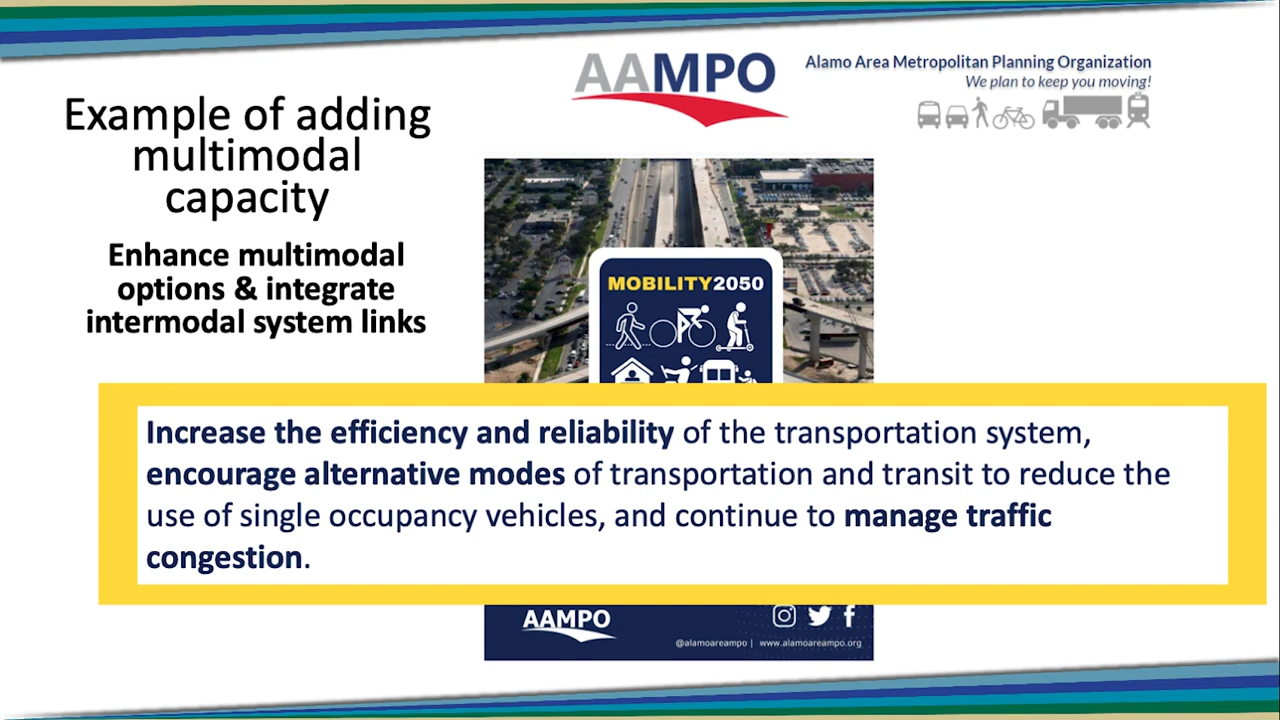 Example of adding
multimodal
capacity
Enhance multimodal
options & integrate
intermodal system links
AAMPO
Alamo Area Metropolitan Planning Organization
We plan to keep you moving!
MOBILITY2050
Increase the efficiency and reliability of the transportation system,
encourage alternative modes of transportation and transit to reduce the
use of single occupancy vehicles, and continue to manage traffic
congestion.
AAMPO
@alamoareampo | www.alamoareampo.org